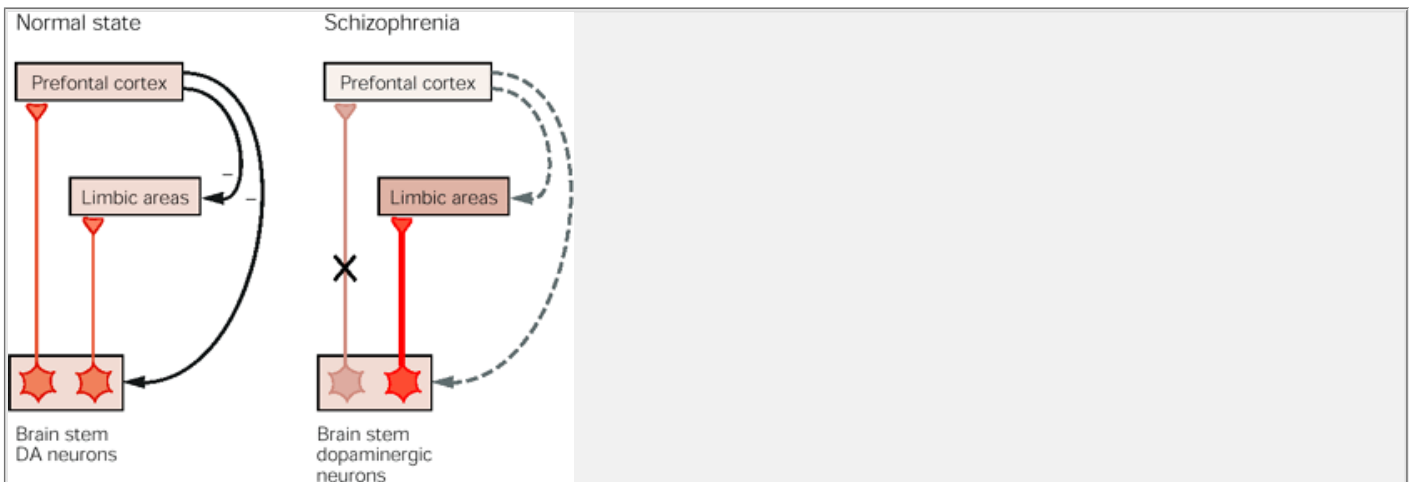 Normal state
Schizophrenia
Prefontal cortex
Prefontal cortex
–
Limbic areas
–
Limbic areas
Brain stem
DA neurons
Brain stem
dopaminergic
neurons